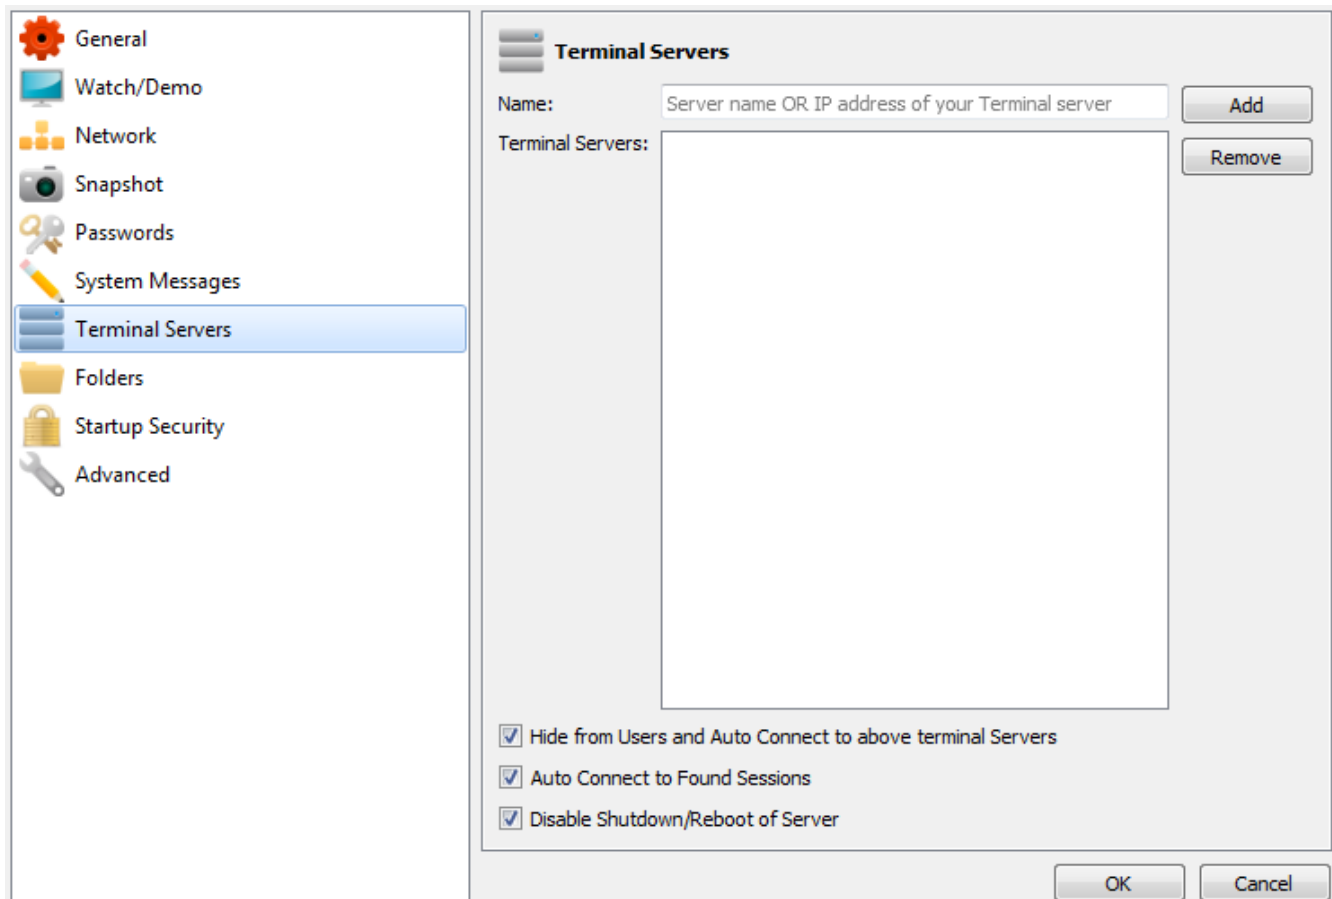 General
Watch/Demo
Network
Snapshot
Passwords
System Messages
Terminal Servers
Folders
Startup Security
Advanced
Terminal Servers
Name: Server name OR IP address of your Terminal server Add
Terminal Servers: Remove
Hide from Users and Auto Connect to above terminal Servers
Auto Connect to Found Sessions
Disable Shutdown/Reboot of Server
OK Cancel